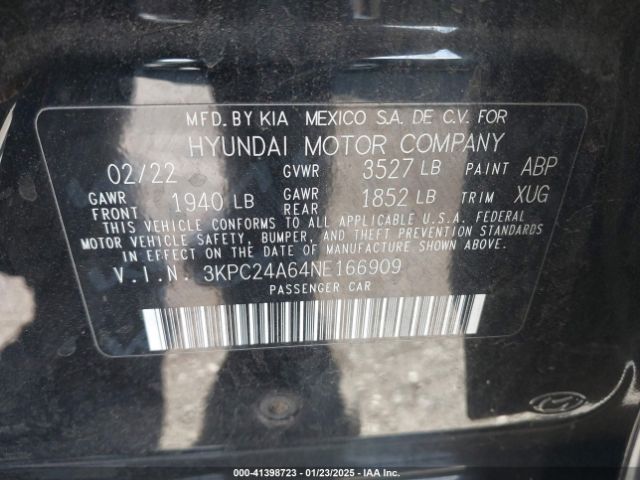 MFD. BY KIA MEXICO S.A. DE C.V. FOR
HYUNDAI MOTOR COMPANY
02/22 GVWR 3527 LB PAINT ABP
GAWR FRONT 1940 LB GAWR REAR 1852 LB TRIM XUG
THIS VEHICLE CONFORMS TO ALL APPLICABLE U.S.A. FEDERAL
MOTOR VEHICLE SAFETY, BUMPER, AND THEFT PREVENTION STANDARDS
IN EFFECT ON THE DATE OF MANUFACTURE SHOWN ABOVE.
V.I.N. 3KPC24A64NE166909
PASSENGER CAR
000-41398723 - 01/23/2025 - IAA Inc.